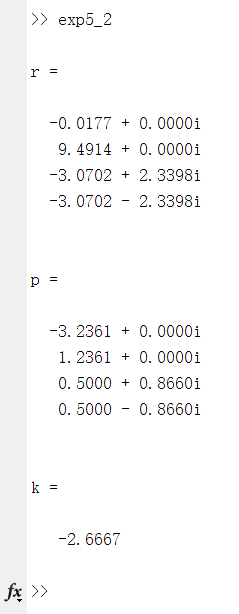 >> exp5_2
r =
-0.0177 + 0.0000i
9.4914 + 0.0000i
-3.0702 + 2.3398i
-3.0702 - 2.3398i
p =
-3.2361 + 0.0000i
1.2361 + 0.0000i
0.5000 + 0.8660i
0.5000 - 0.8660i
k =
-2.6667
fx >>